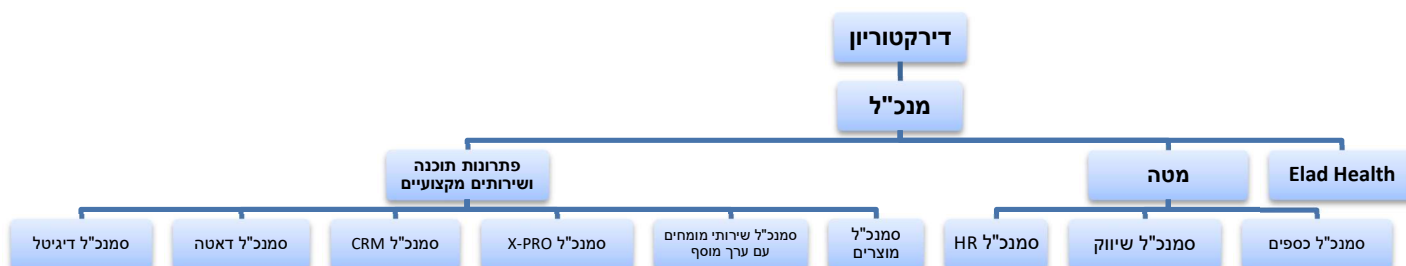 דירקטוריון
מנכ"ל
Elad Health
מטה
פתרונות תוכנה
ושירותים מקצועיים
סמנכ"ל כספים
סמנכ"ל שיווק
סמנכ"ל HR
סמנכ"ל
מוצרים
סמנכ"ל שירותי מומחים
עם ערך מוסף
סמנכ"ל X-PRO
סמנכ"ל CRM
סמנכ"ל דאטה
סמנכ"ל דיגיטל